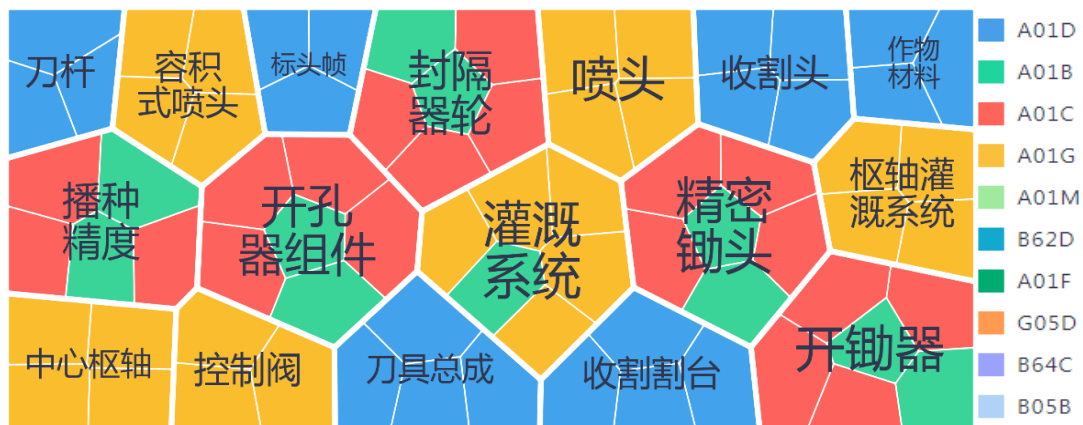 刀杆
容积
式喷头
标头帧
封隔
器轮
喷头
收割头
作物
材料
播种
精度
开孔
器组件
灌溉
系统
精密
锄头
枢轴灌
溉系统
中心枢轴
控制阀
刀具总成
收割割台
开锄器
A01D
A01B
A01C
A01G
A01M
B62D
A01F
G05D
B64C
B05B